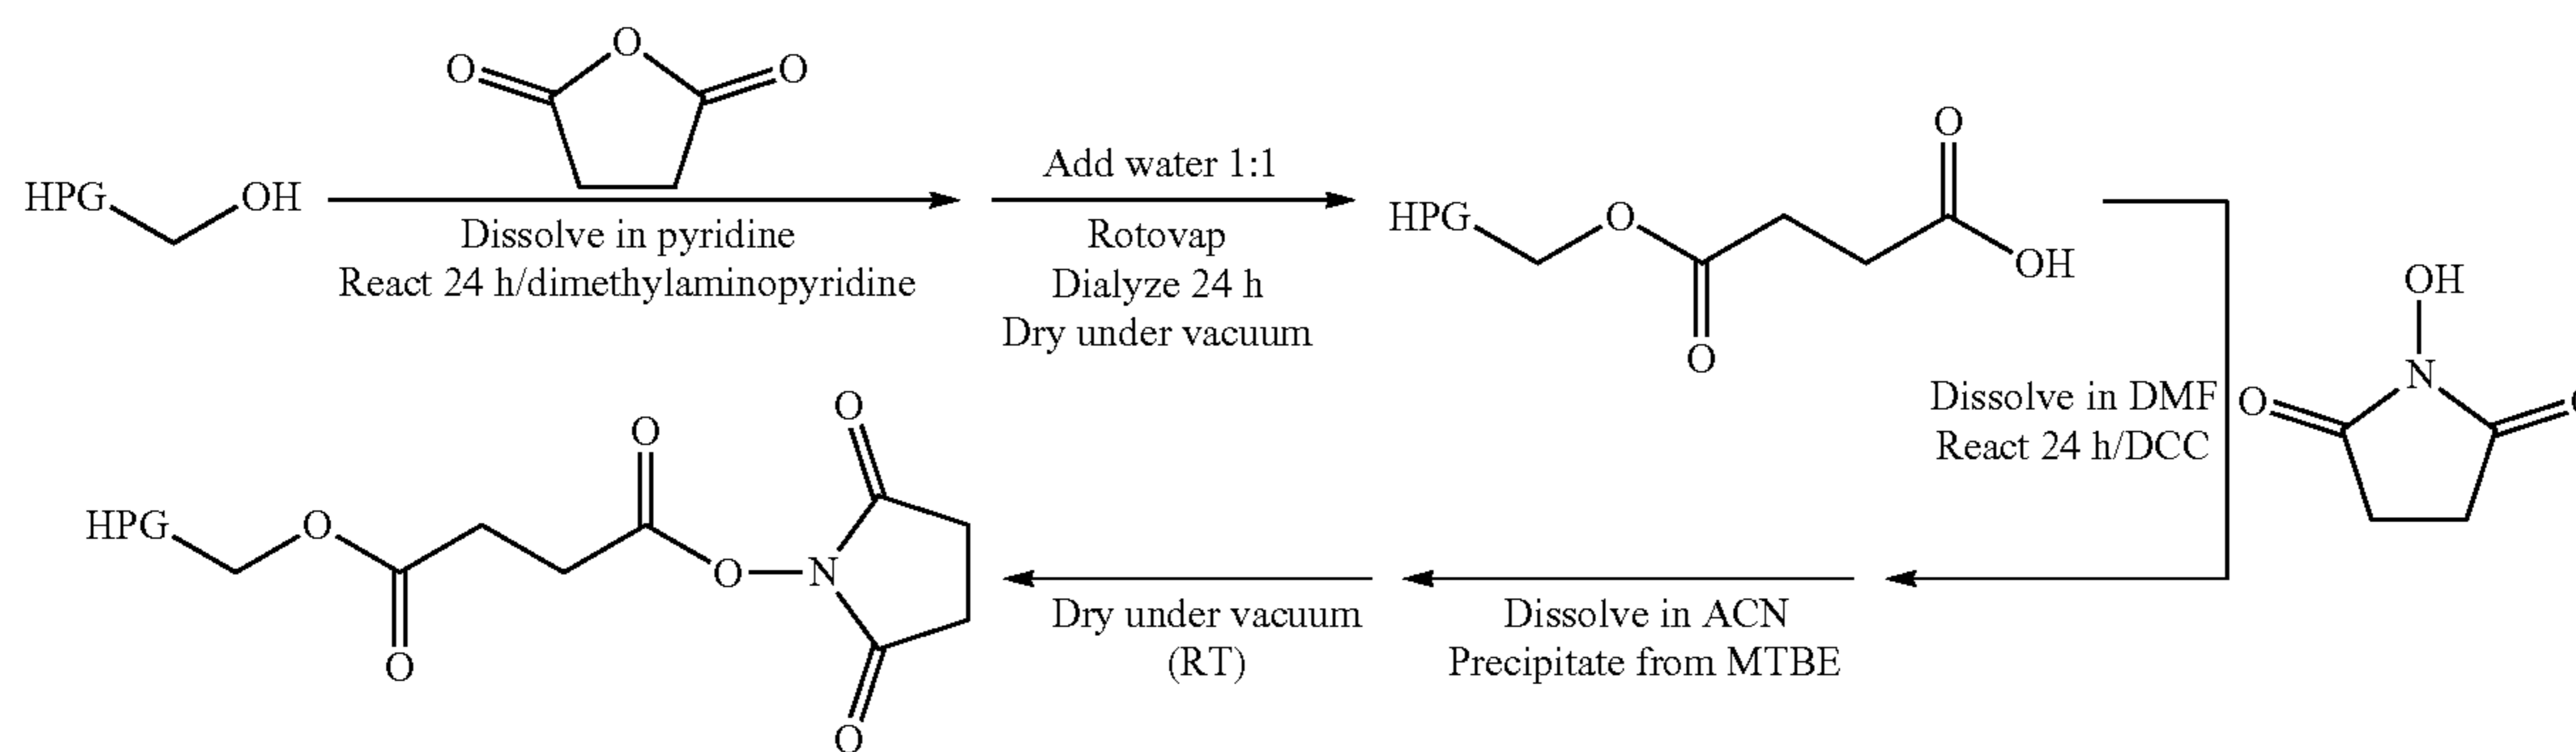 O
O
O
HPG
OH
Dissolve in pyridine
React 24 h/dimethylaminopyridine
Add water 1:1
Rotovap
Dialyze 24 h
Dry under vacuum
HPG
O
O
O
OH
OH
N
O
Dissolve in DMF
React 24 h/DCC
Dissolve in ACN
Precipitate from MTBE
Dry under vacuum
(RT)
HPG
O
O
O
O
N
O
O